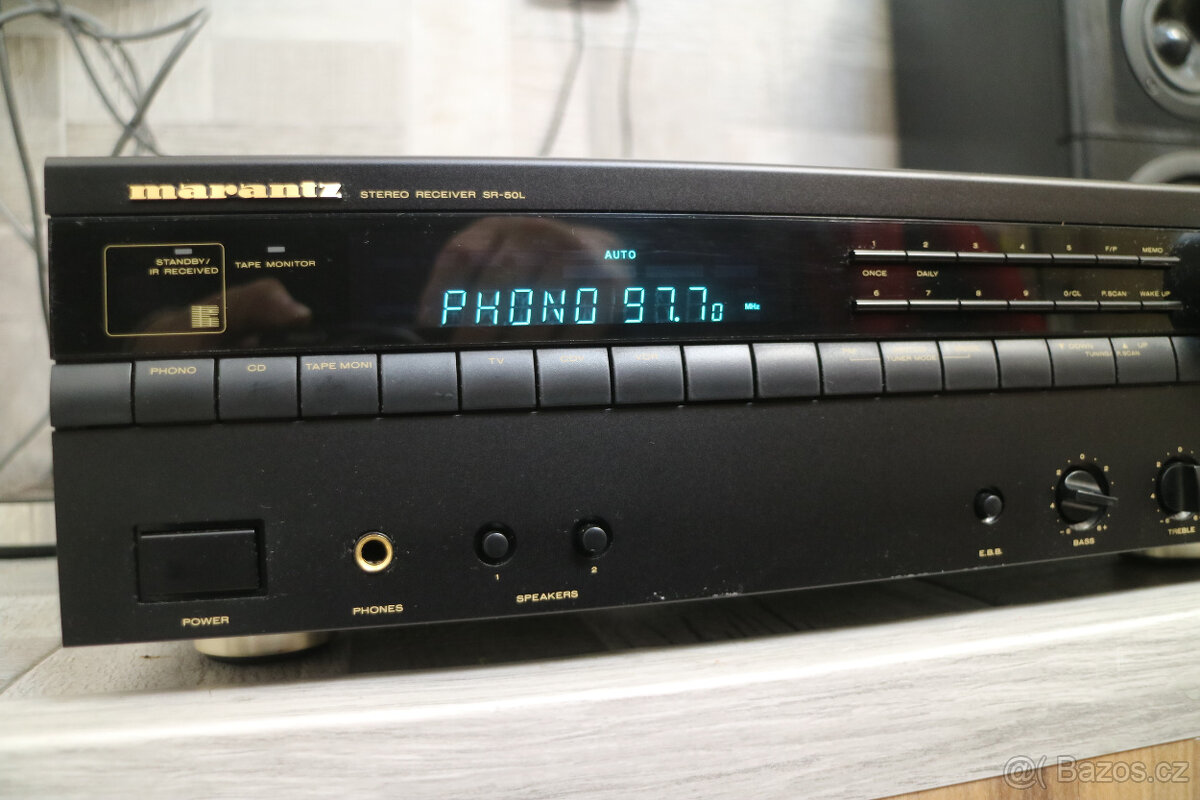 marantz STEREO RECEIVER SR-50L
STANDBY/
IR RECEIVED
TAPE MONITOR
AUTO
PHONO 97.70 MHz
1 2 3 4 5 F/P MEMO
ONCE DAILY
6 7 8 9 0/CL P.SCAN WAKE UP
PHONO CD TAPE MONI TV VCR ▼ DOWN ▲ UP
TUNER MODE TUNING/ P.SCAN
POWER
PHONES
1 2
SPEAKERS
E.B.B.
0
BASS
TREBLE
@( Bazos.cz